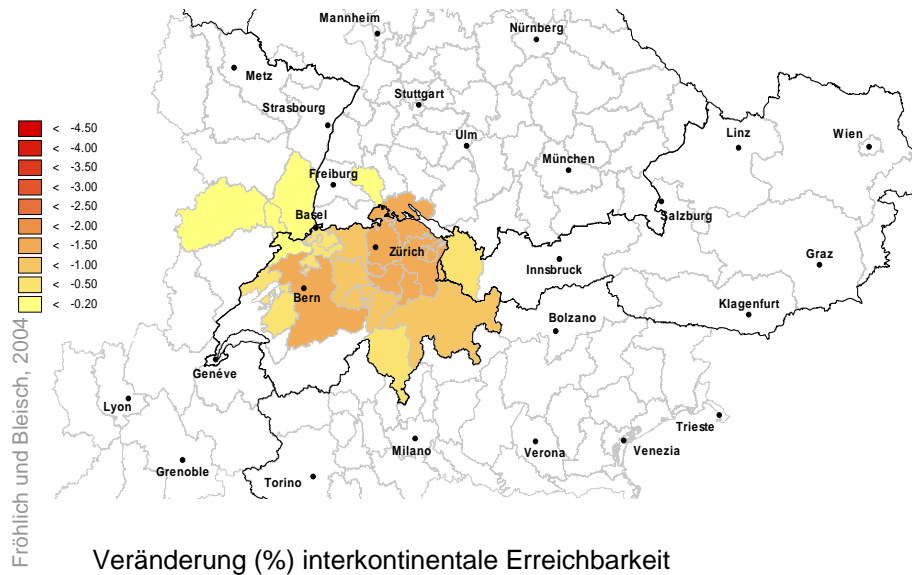 Mannheim
Nürnberg
Metz
Stuttgart
Strasbourg
Ulm
Linz
Wien
München
Freiburg
Salzburg
Basel
Zürich
Graz
Innsbruck
Bern
Klagenfurt
Bolzano
Genéve
Lyon
Trieste
Milano
Verona
Venezia
Grenoble
Torino
< -4.50
< -4.00
< -3.50
< -3.00
< -2.50
< -2.00
< -1.50
< -1.00
< -0.50
< -0.20
Fröhlich und Bleisch, 2004
Veränderung (%) interkontinentale Erreichbarkeit